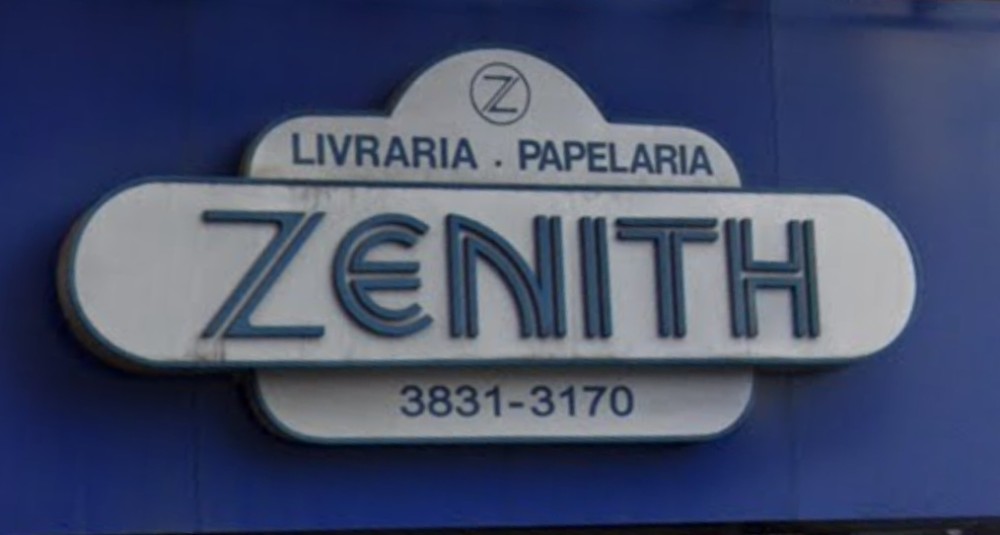 Z
LIVRARIA . PAPELARIA
ZENITH
3831-3170